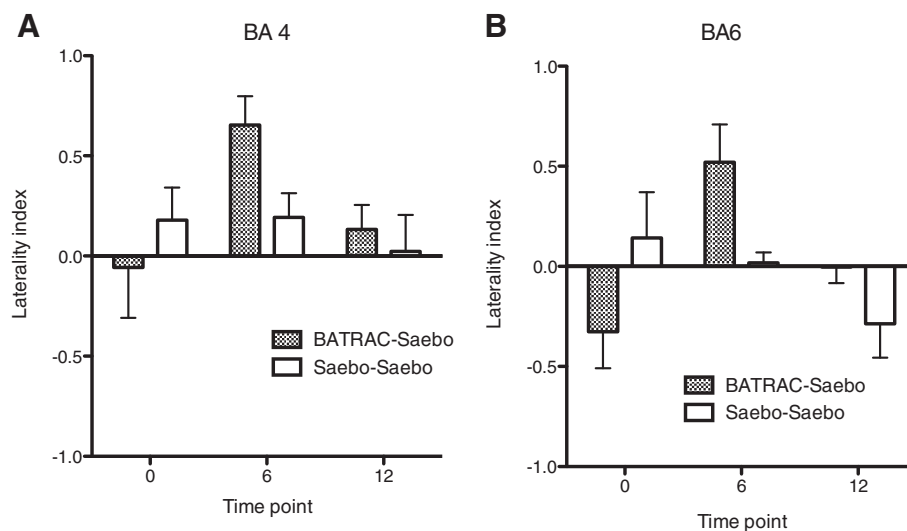 A
BA 4
1.0
0.5
0.0
-0.5
-1.0
Laterality index
BATRAC-Saebo
Saebo-Saebo
0
6
12
Time point
B
BA6
1.0
0.5
0.0
-0.5
-1.0
Laterality index
BATRAC-Saebo
Saebo-Saebo
0
6
12
Time point